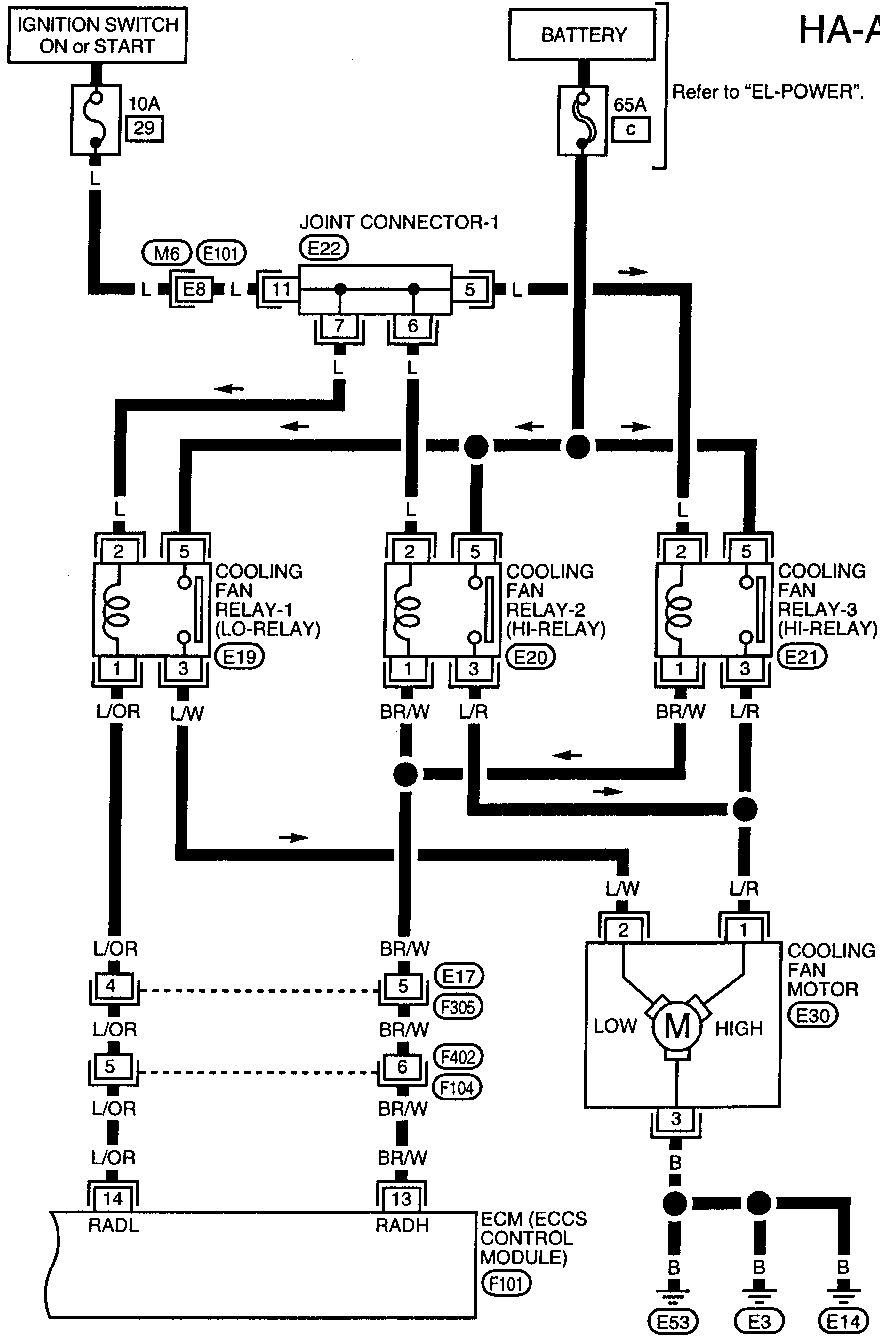 IGNITION SWITCH
ON or START
BATTERY
HA-A
Refer to "EL-POWER".
10A
29
65A
c
L
JOINT CONNECTOR-1
M6
E101
E22
L
E8
L
11
5
L
7
6
L
L
L
L
L
2
5
COOLING
FAN
RELAY-1
(LO-RELAY)
E19
1
3
2
5
COOLING
FAN
RELAY-2
(HI-RELAY)
E20
1
3
2
5
COOLING
FAN
RELAY-3
(HI-RELAY)
E21
1
3
L/OR
L/W
BR/W
L/R
BR/W
L/R
L/W
L/R
2
1
COOLING
FAN
MOTOR
E30
LOW
M
HIGH
3
B
L/OR
BR/W
4
5
E17
F305
L/OR
BR/W
5
6
F402
F104
L/OR
BR/W
L/OR
BR/W
14
13
RADL
RADH
ECM (ECCS
CONTROL
MODULE)
F101
B
B
B
E53
E3
E14